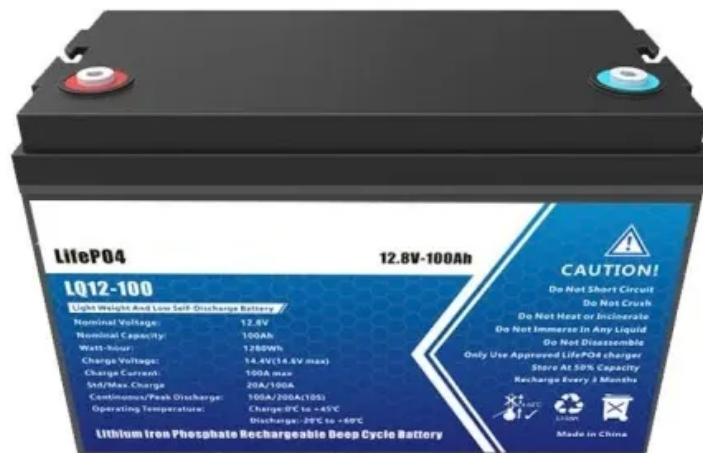 LifePO4
12.8V-100Ah
LQ12-100
Light Weight And Low Self-Discharge Battery
Nominal Voltage: 12.8V
Nominal Capacity: 100Ah
Watt-hour: 1280Wh
Charge Voltage: 14.4V(14.6V max)
Charge Current: 100A max
Std/Max.Charge 20A/100A
Continuous/Peak Discharge: 100A/200A(10S)
Operating Temperature: Charge:0℃ to +45℃
Discharge:-20℃ to +60℃
Lithium Iron Phosphate Rechargeable Deep Cycle Battery
CAUTION!
Do Not Short Circuit
Do Not Crush
Do Not Heat or Incinerate
Do Not Immerse In Any Liquid
Do Not Disassemble
Only Use Approved LifePO4 charger
Store At 50% Capacity
Recharge Every 3 Months
Made in China